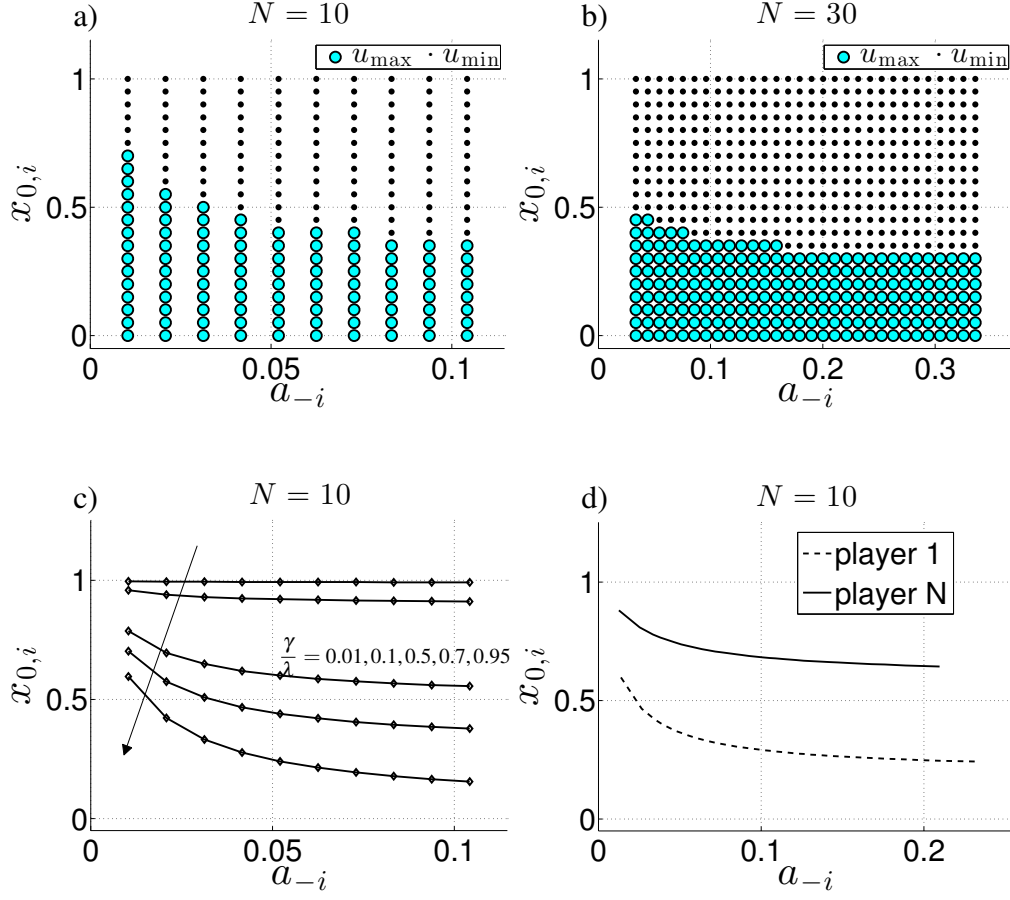 a) N = 10
u_max · u_min
1
0.5
0
x_{0,i}
0 0.05 0.1
a_{-i}
b) N = 30
u_max · u_min
1
0.5
0
x_{0,i}
0 0.1 0.2 0.3
a_{-i}
c) N = 10
1
0.5
0
x_{0,i}
γ/λ = 0.01, 0.1, 0.5, 0.7, 0.95
0 0.05 0.1
a_{-i}
d) N = 10
player 1
player N
1
0.5
0
x_{0,i}
0 0.1 0.2
a_{-i}